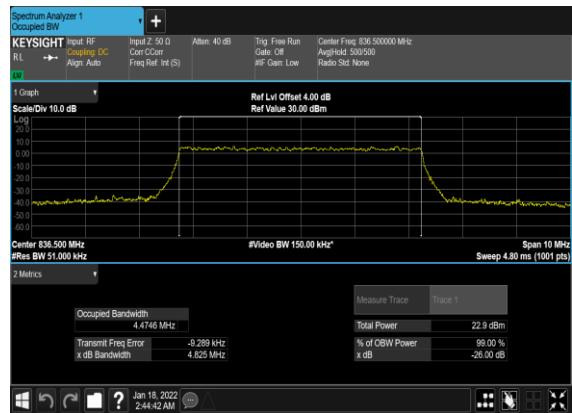 Spectrum Analyzer 1
Occupied BW
KEYSIGHT Input: RF Input Z: 50 Ω Atten: 40 dB Trig: Free Run Center Freq: 836.500000 MHz
Coupling: DC Corr CCorr Gate: Off Avg|Hold: 500/500
RL Align: Auto Freq Ref: Int (S) #IF Gain: Low Radio Std: None
LW
1 Graph
Ref Lvl Offset 4.00 dB
Scale/Div 10.0 dB Ref Value 30.00 dBm
Log
20.0
10.0
0.00
-10.0
-20.0
-30.0
-40.0
-50.0
-60.0
Center 836.500 MHz #Video BW 150.00 kHz* Span 10 MHz
#Res BW 51.000 kHz Sweep 4.80 ms (1001 pts)
2 Metrics
Measure Trace Trace 1
Occupied Bandwidth
4.4746 MHz Total Power 22.9 dBm
Transmit Freq Error -9.289 kHz % of OBW Power 99.00 %
x dB Bandwidth 4.825 MHz x dB -26.00 dB
? Jan 18, 2022
2:44:42 AM